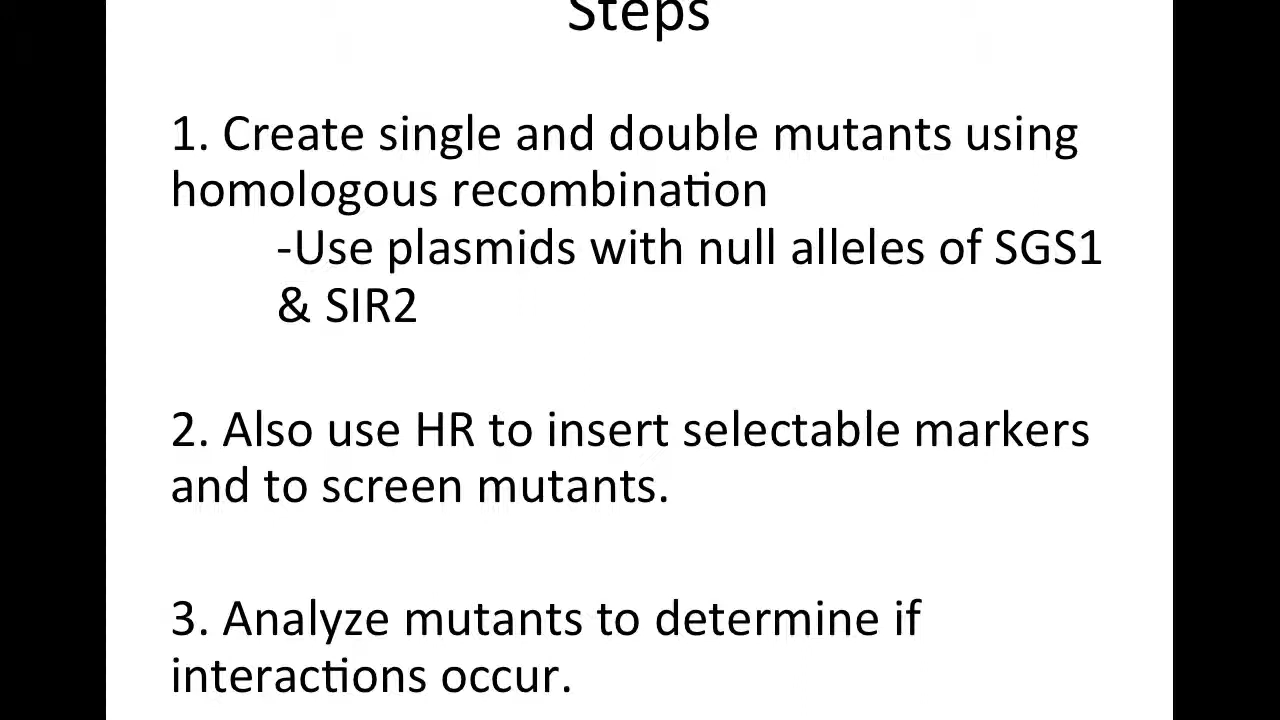 Steps
1. Create single and double mutants using
homologous recombination
-Use plasmids with null alleles of SGS1
& SIR2
2. Also use HR to insert selectable markers
and to screen mutants.
3. Analyze mutants to determine if
interactions occur.